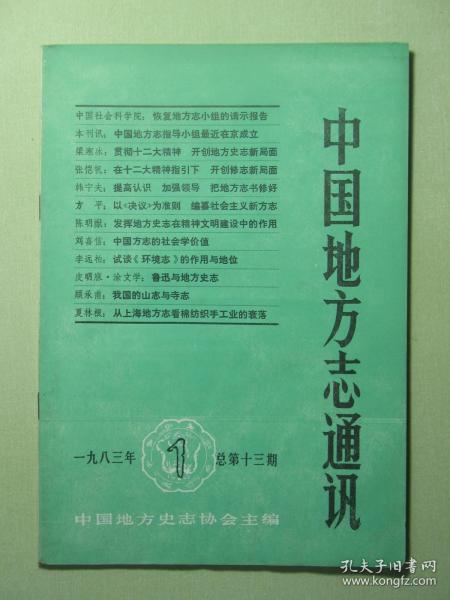 中国社会科学院：恢复地方志小组的请示报告
本刊讯：中国地方志指导小组最近在京成立
梁寒冰：贯彻十二大精神 开创地方史志新局面
张恺帆：在十二大精神指引下 开创修志新局面
韩宁夫：提高认识 加强领导 把地方志书修好
方平：以《决议》为准则 编纂社会主义新方志
陈明猷：发挥地方史志在精神文明建设中的作用
刘喜信：中国方志的社会学价值
李远柏：试谈《环境志》的作用与地位
皮明庥·涂文学：鲁迅与地方史志
顾承甫：我国的山志与寺志
夏林根：从上海地方志看棉纺织手工业的衰落
中国地方志通讯
一九八三年 1 总第十三期
中国地方史志协会主编
孔夫子旧书网
www.kongfz.com